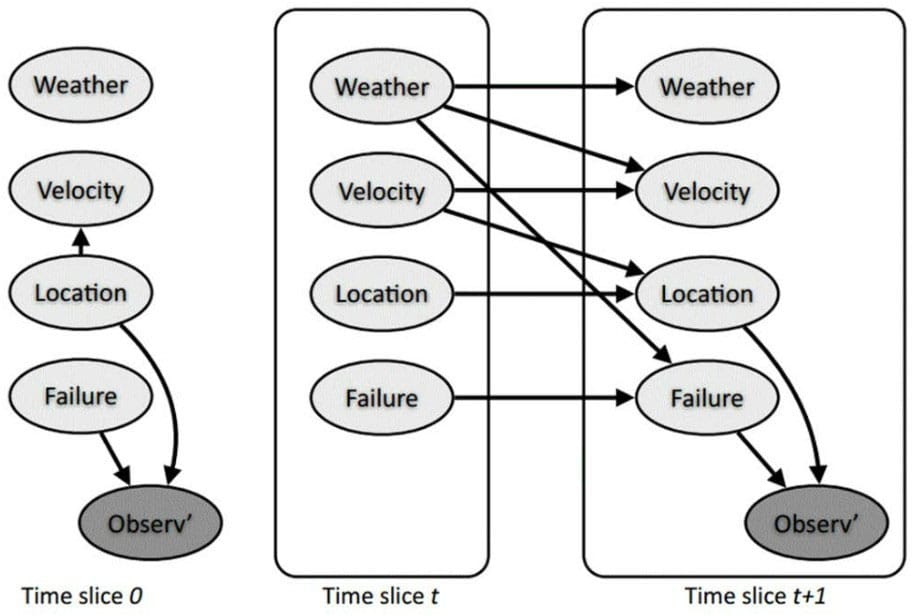 Weather
Velocity
Location
Failure
Observ’
Time slice 0
Weather
Velocity
Location
Failure
Time slice t
Weather
Velocity
Location
Failure
Observ’
Time slice t+1